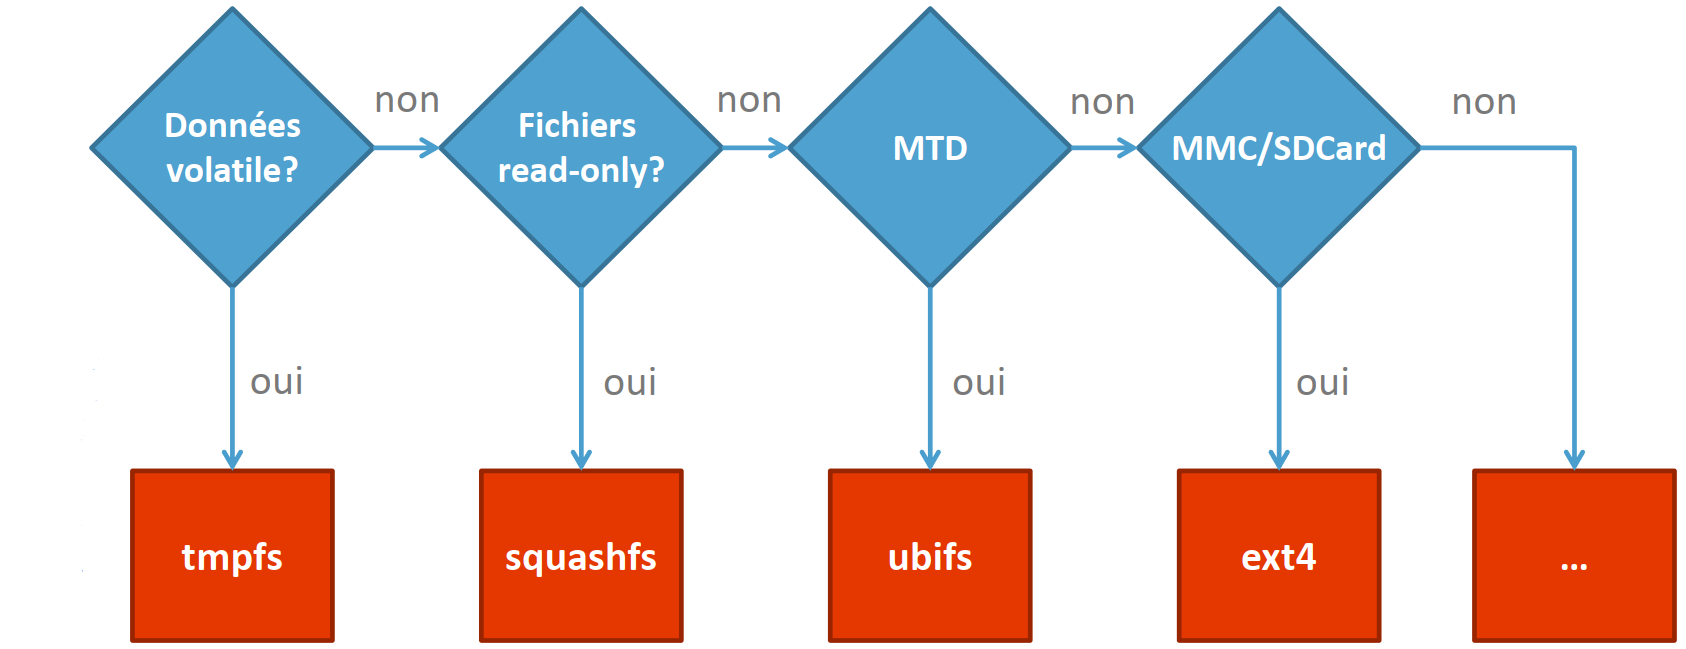 Données
volatile?
non
Fichiers
read-only?
non
MTD
non
MMC/SDCard
non
oui
oui
oui
oui
tmpfs
squashfs
ubifs
ext4
...